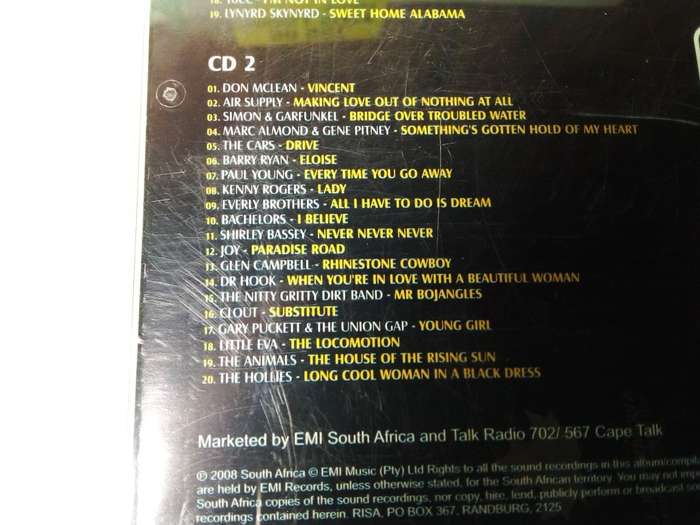 18. 10CC - I'M NOT IN LOVE
19. LYNYRD SKYNYRD - SWEET HOME ALABAMA
CD 2
01. DON MCLEAN - VINCENT
02. AIR SUPPLY - MAKING LOVE OUT OF NOTHING AT ALL
03. SIMON & GARFUNKEL - BRIDGE OVER TROUBLED WATER
04. MARC ALMOND & GENE PITNEY - SOMETHING'S GOTTEN HOLD OF MY HEART
05. THE CARS - DRIVE
06. BARRY RYAN - ELOISE
07. PAUL YOUNG - EVERY TIME YOU GO AWAY
08. KENNY ROGERS - LADY
09. EVERLY BROTHERS - ALL I HAVE TO DO IS DREAM
10. BACHELORS - I BELIEVE
11. SHIRLEY BASSEY - NEVER NEVER NEVER
12. JOY - PARADISE ROAD
13. GLEN CAMPBELL - RHINESTONE COWBOY
14. DR HOOK - WHEN YOU'RE IN LOVE WITH A BEAUTIFUL WOMAN
15. THE NITTY GRITTY DIRT BAND - MR BOJANGLES
16. CLOUT - SUBSTITUTE
17. GARY PUCKETT & THE UNION GAP - YOUNG GIRL
18. LITTLE EVA - THE LOCOMOTION
19. THE ANIMALS - THE HOUSE OF THE RISING SUN
20. THE HOLLIES - LONG COOL WOMAN IN A BLACK DRESS
Marketed by EMI South Africa and Talk Radio 702/ 567 Cape Talk
℗ 2008 South Africa © EMI Music (Pty) Ltd Rights to all the sound recordings in this album/compila
are held by EMI Records, unless otherwise stated, for the South African territory. You may not impo
South Africa copies of the sound recordings, nor copy, hire, lend, publicly perform or broadcast sou
recordings contained herein. RISA, PO BOX 367, RANDBURG, 2125